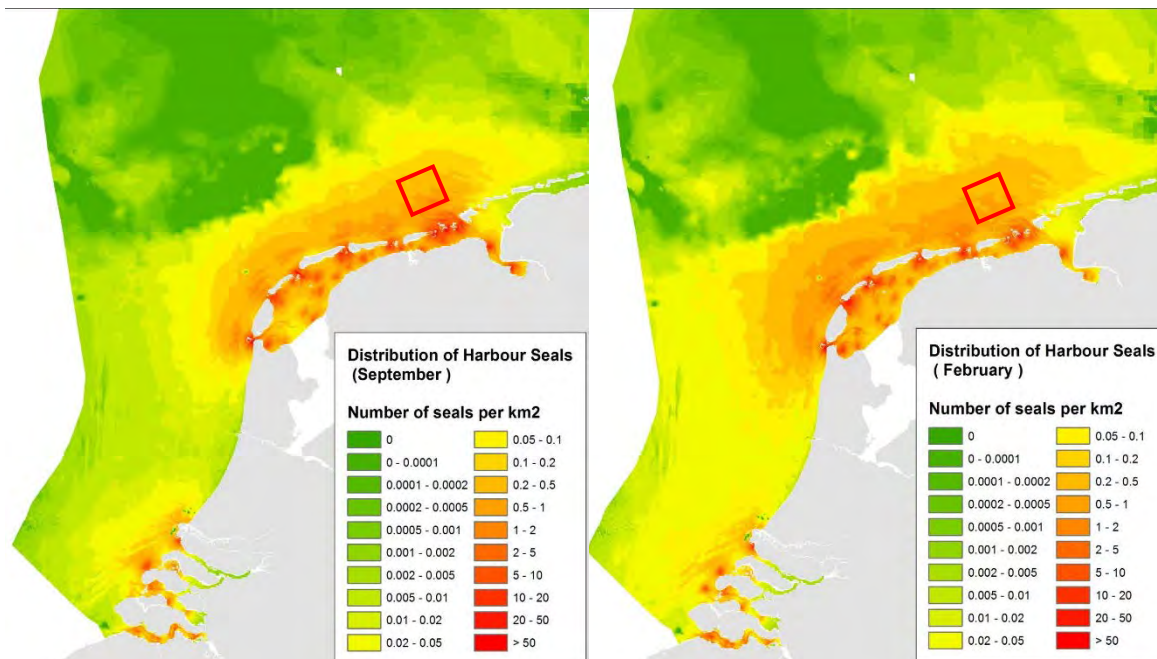 Distribution of Harbour Seals
(September )
Number of seals per km2
0
0 - 0.0001
0.0001 - 0.0002
0.0002 - 0.0005
0.0005 - 0.001
0.001 - 0.002
0.002 - 0.005
0.005 - 0.01
0.01 - 0.02
0.02 - 0.05
0.05 - 0.1
0.1 - 0.2
0.2 - 0.5
0.5 - 1
1 - 2
2 - 5
5 - 10
10 - 20
20 - 50
> 50
Distribution of Harbour Seals
( February )
Number of seals per km2
0
0 - 0.0001
0.0001 - 0.0002
0.0002 - 0.0005
0.0005 - 0.001
0.001 - 0.002
0.002 - 0.005
0.005 - 0.01
0.01 - 0.02
0.02 - 0.05
0.05 - 0.1
0.1 - 0.2
0.2 - 0.5
0.5 - 1
1 - 2
2 - 5
5 - 10
10 - 20
20 - 50
> 50